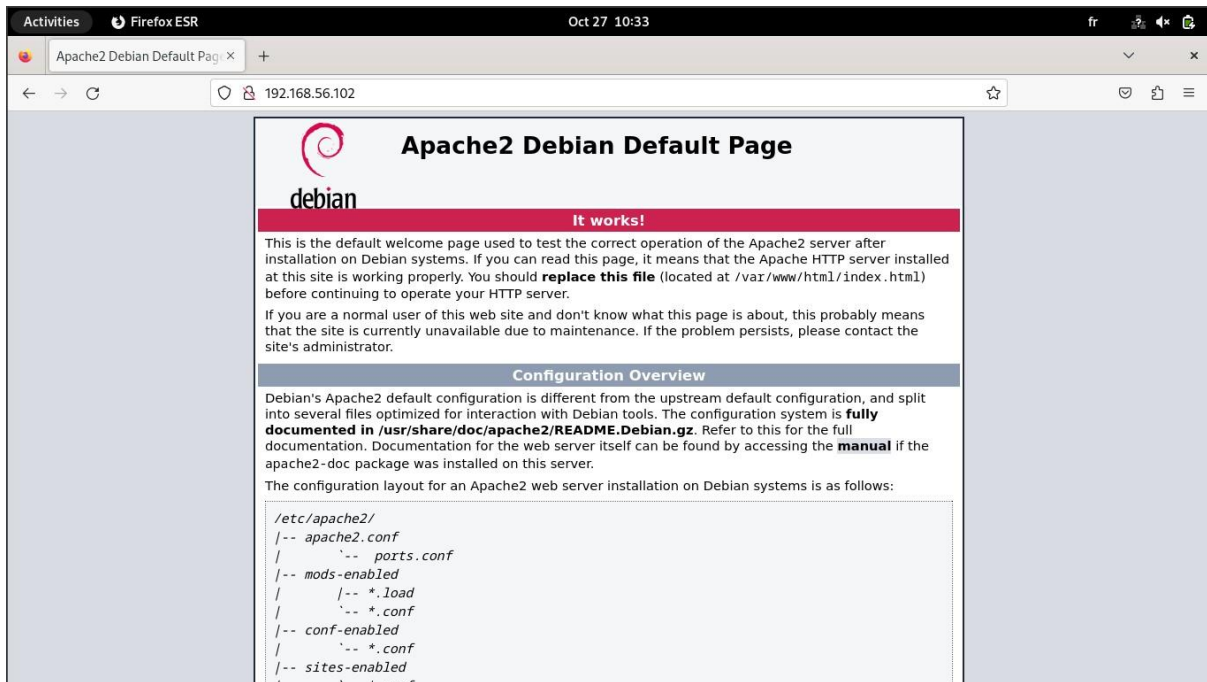 Activities Firefox ESR Oct 27 10:33 fr
Apache2 Debian Default Page
192.168.56.102
Apache2 Debian Default Page
debian
It works!
This is the default welcome page used to test the correct operation of the Apache2 server after
installation on Debian systems. If you can read this page, it means that the Apache HTTP server installed
at this site is working properly. You should replace this file (located at /var/www/html/index.html)
before continuing to operate your HTTP server.
If you are a normal user of this web site and don't know what this page is about, this probably means
that the site is currently unavailable due to maintenance. If the problem persists, please contact the
site's administrator.
Configuration Overview
Debian's Apache2 default configuration is different from the upstream default configuration, and split
into several files optimized for interaction with Debian tools. The configuration system is fully
documented in /usr/share/doc/apache2/README.Debian.gz. Refer to this for the full
documentation. Documentation for the web server itself can be found by accessing the manual if the
apache2-doc package was installed on this server.
The configuration layout for an Apache2 web server installation on Debian systems is as follows:
/etc/apache2/
|-- apache2.conf
|       `--  ports.conf
|-- mods-enabled
|       |-- *.load
|       `-- *.conf
|-- conf-enabled
|       `-- *.conf
|-- sites-enabled